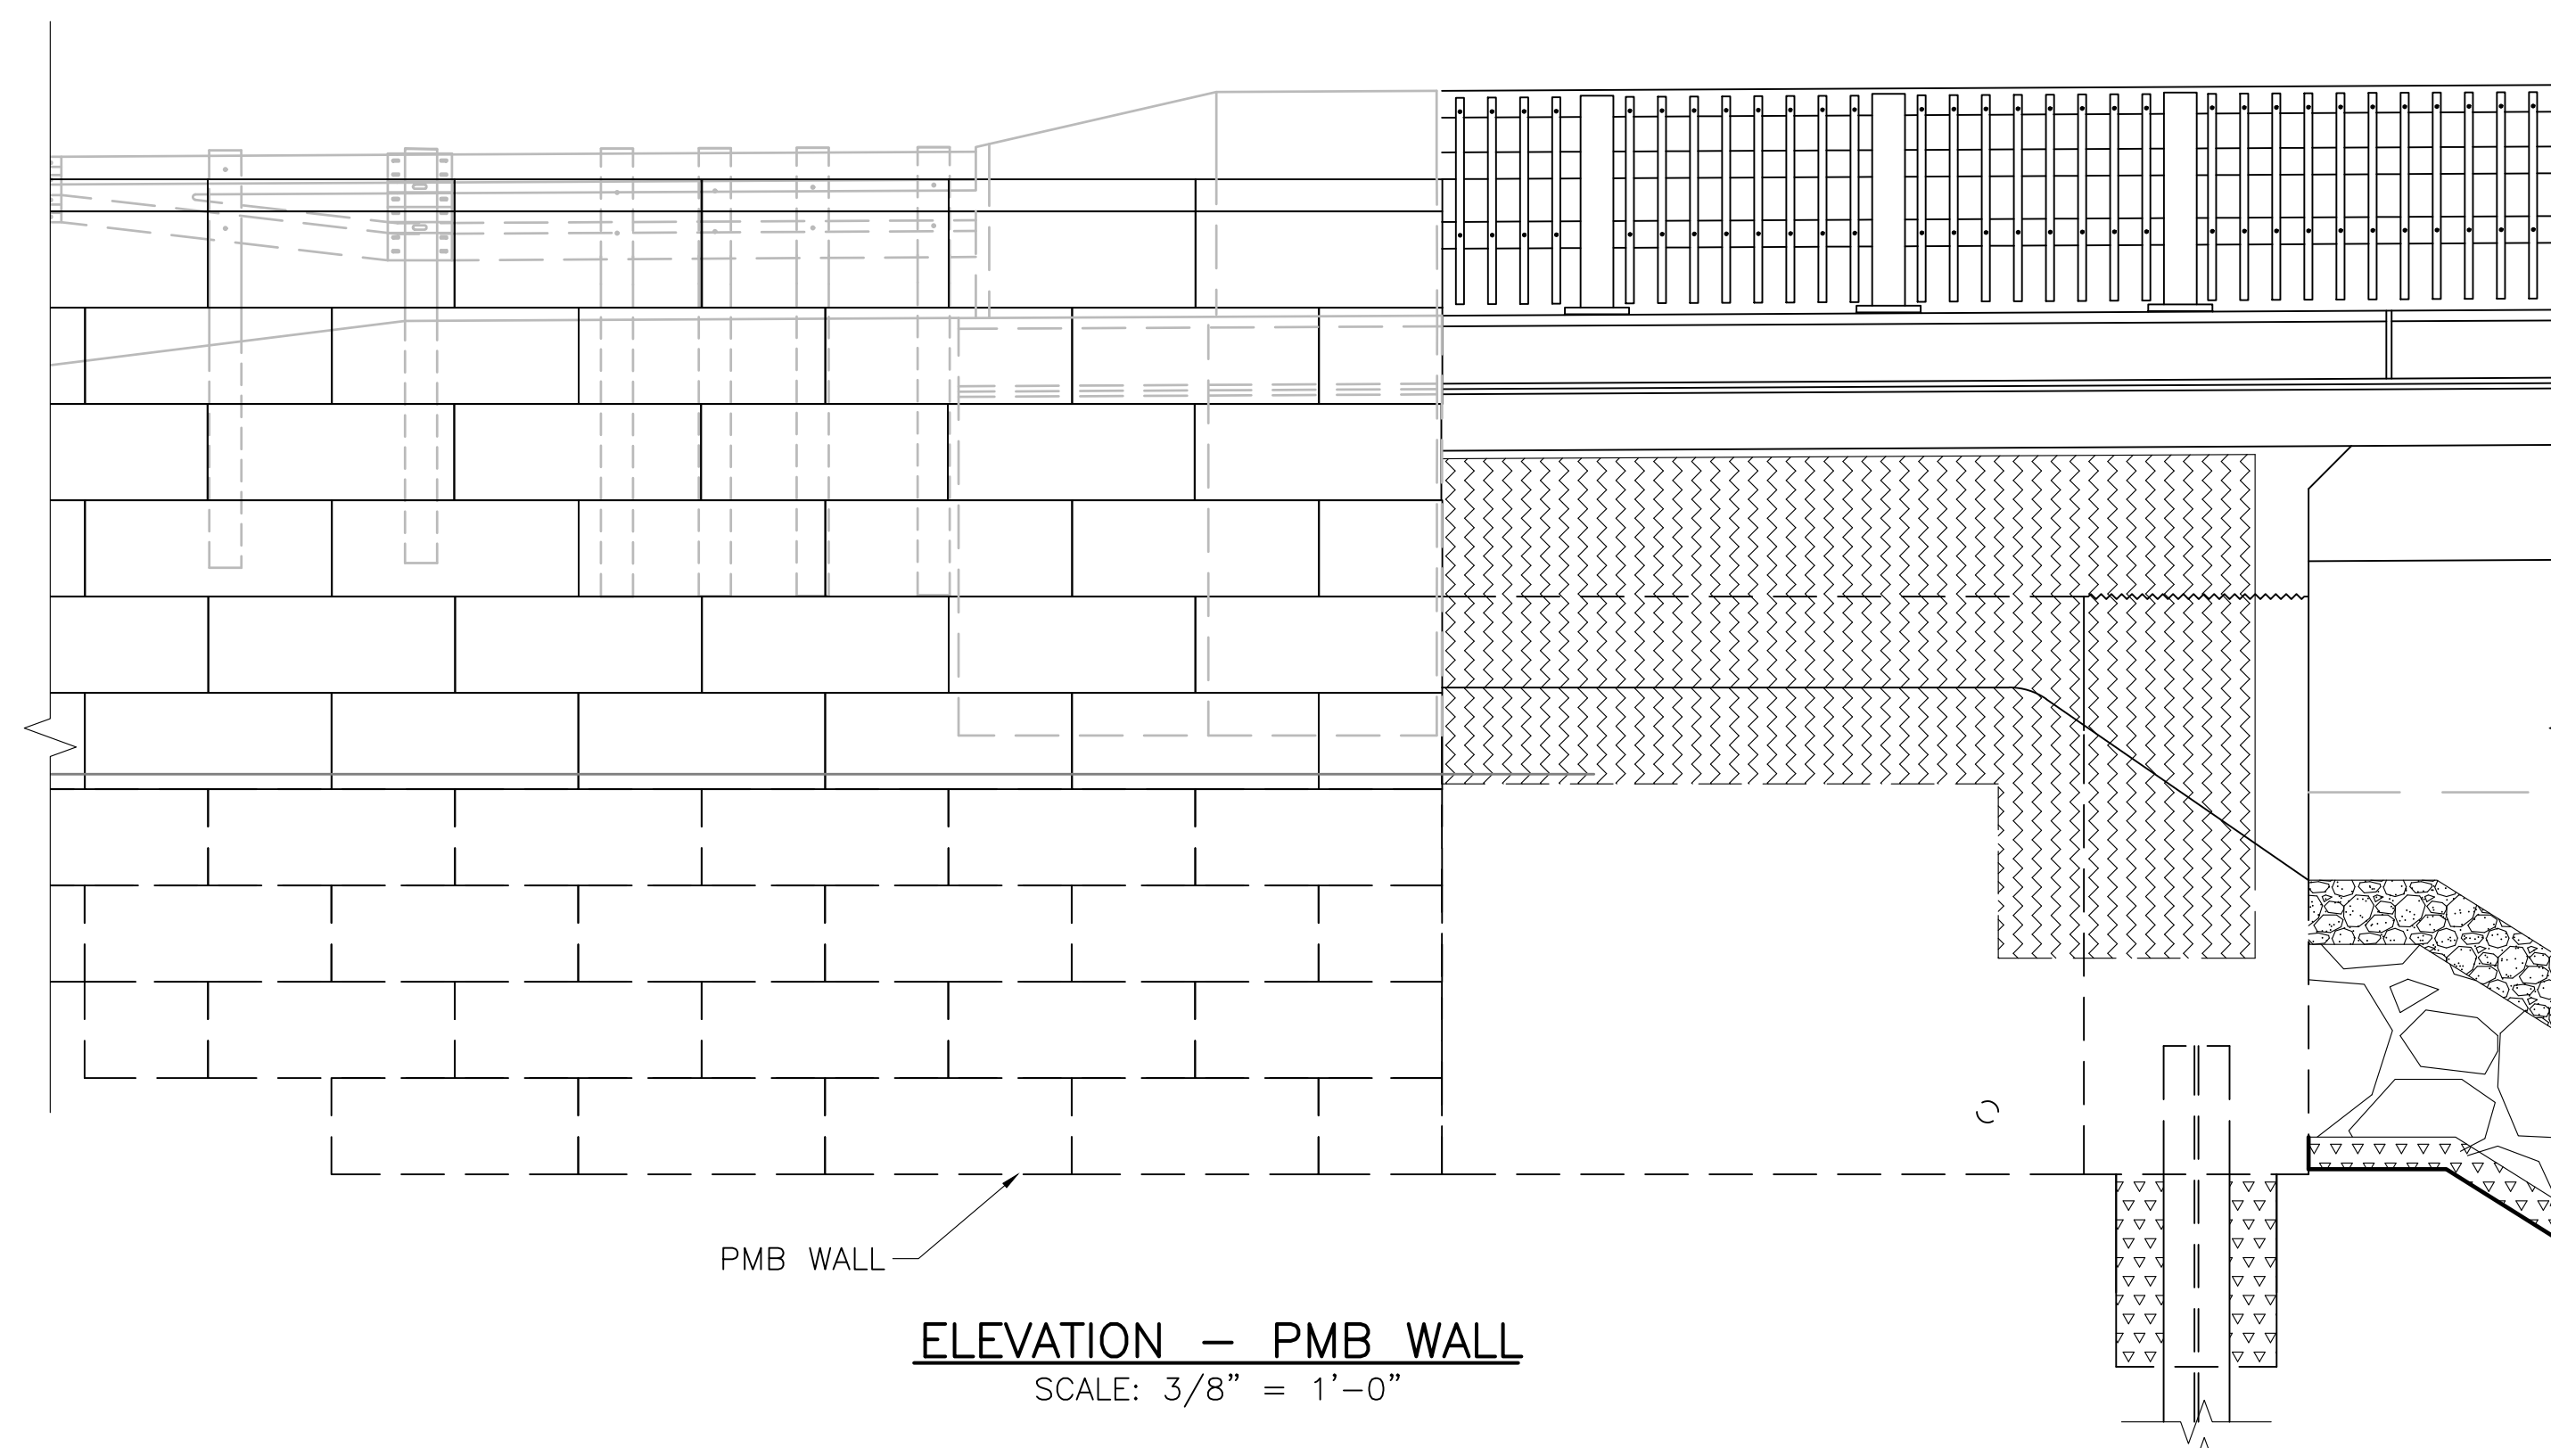 PMB WALL
ELEVATION – PMB WALL
SCALE: 3/8" = 1'–0"